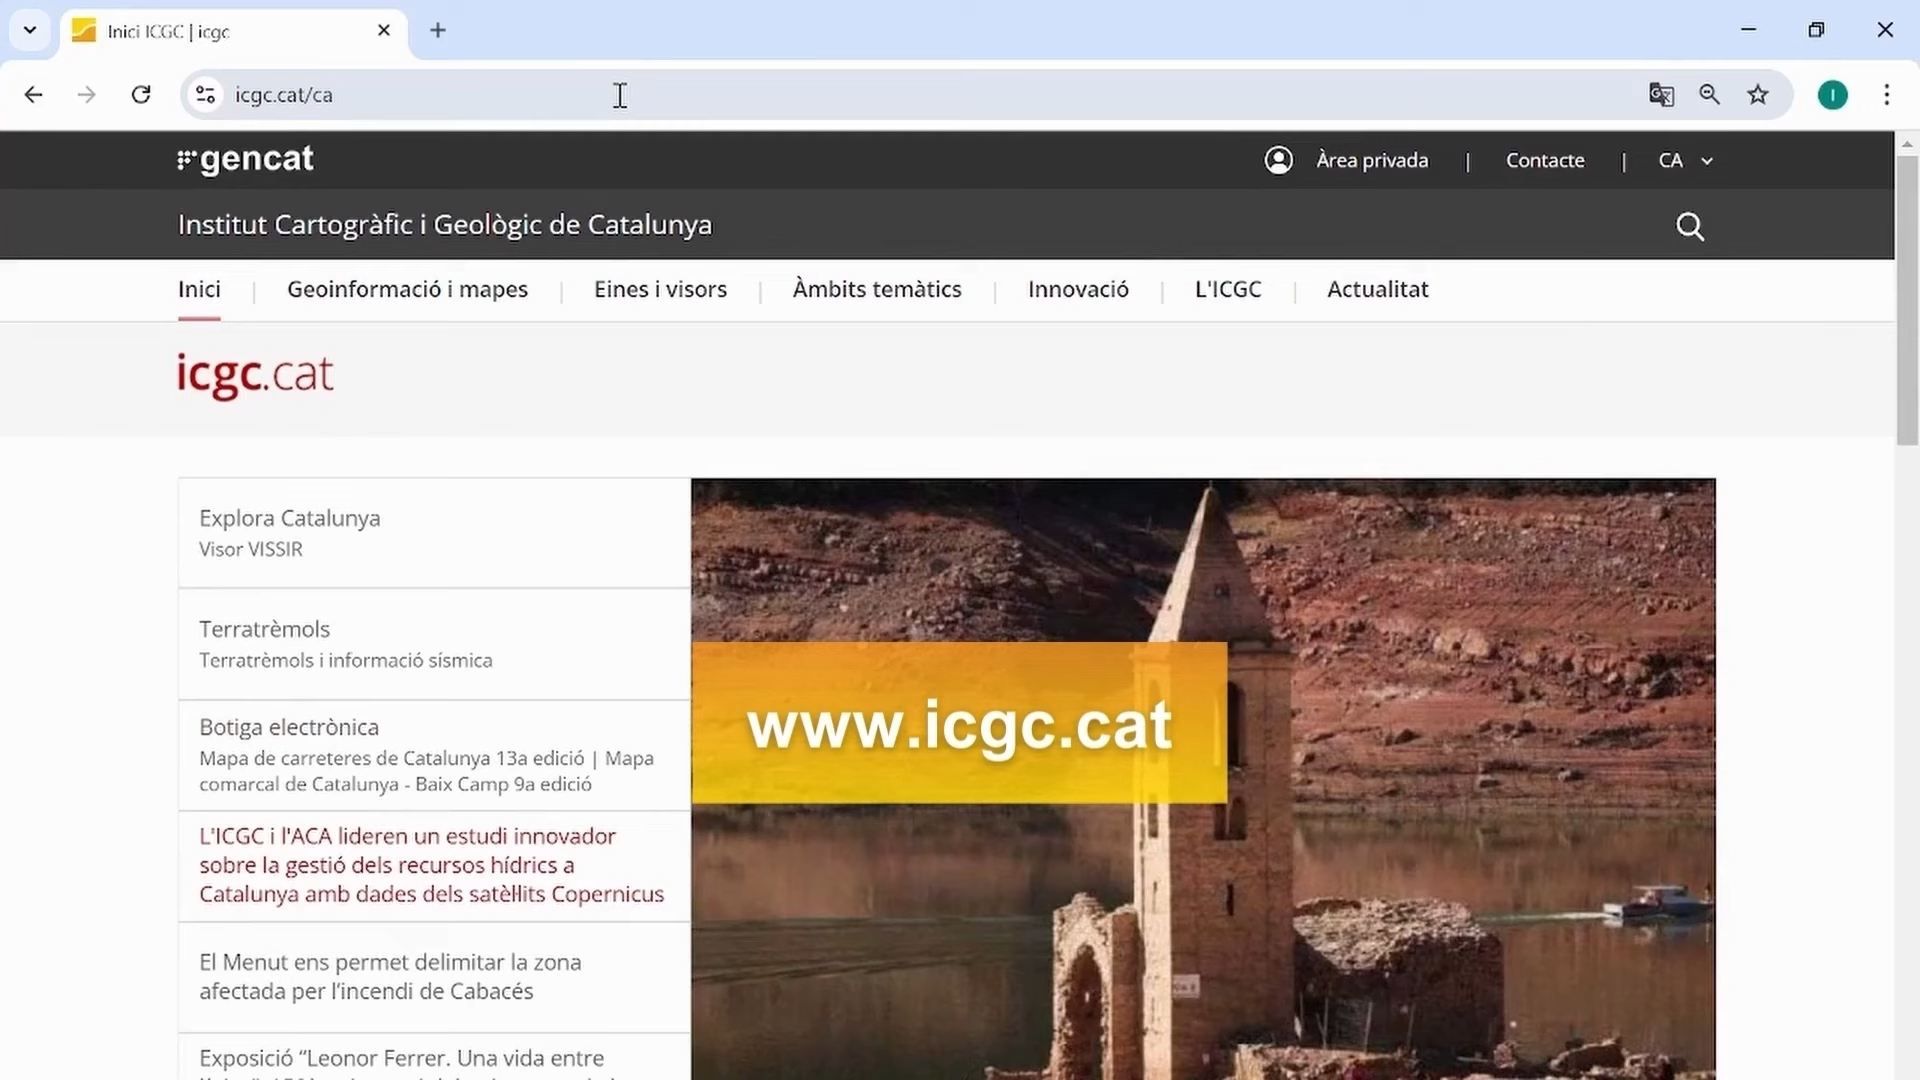 Inici ICGC | icgc
icgc.cat/ca
I
gencat
Àrea privada | Contacte | CA
Institut Cartogràfic i Geològic de Catalunya
Inici | Geoinformació i mapes | Eines i visors | Àmbits temàtics | Innovació | L'ICGC | Actualitat
icgc.cat
Explora Catalunya
Visor VISSIR
Terratrèmols
Terratrèmols i informació sísmica
Botiga electrònica
Mapa de carreteres de Catalunya 13a edició | Mapa
comarcal de Catalunya - Baix Camp 9a edició
L'ICGC i l'ACA lideren un estudi innovador
sobre la gestió dels recursos hídrics a
Catalunya amb dades dels satèl·lits Copernicus
El Menut ens permet delimitar la zona
afectada per l’incendi de Cabacés
Exposició “Leonor Ferrer. Una vida entre
www.icgc.cat